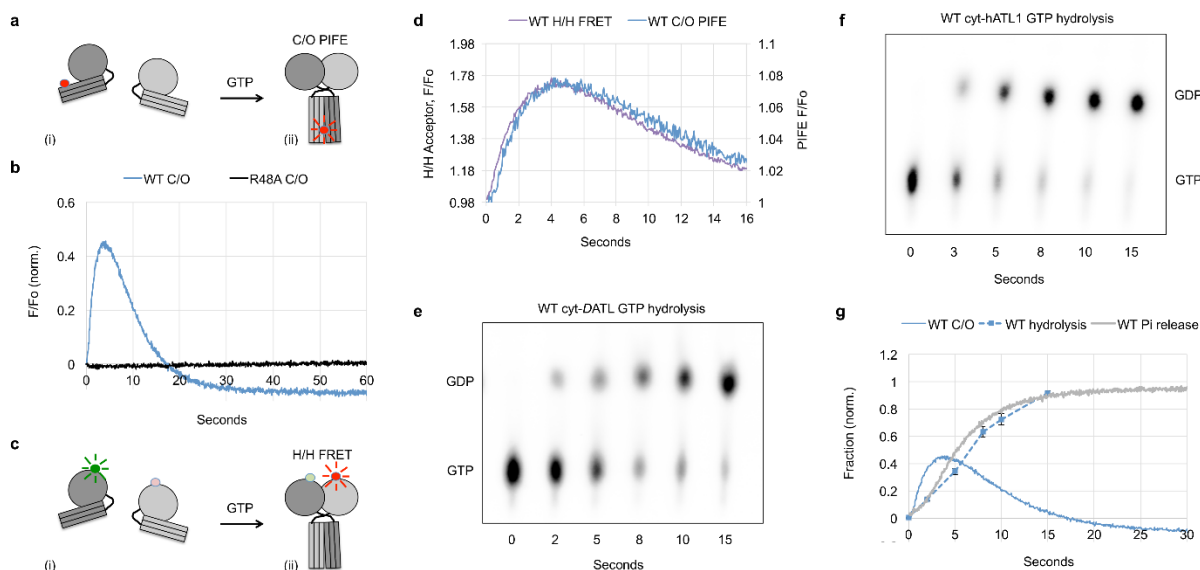 a
C/O PIFE
GTP
(i)
(ii)
b
WT C/O
R48A C/O
0.6
0.4
0.2
0
F/Fo (norm.)
0 10 20 30 40 50 60
Seconds
c
H/H FRET
GTP
(i)
(ii)
d
WT H/H FRET
WT C/O PIFE
1.98
1.78
1.58
1.38
1.18
0.98
H/H Acceptor, F/Fo
1.1
1.08
1.06
1.04
1.02
1
PIFE F/Fo
0 2 4 6 8 10 12 14 16
Seconds
e
WT cyt-DATL GTP hydrolysis
GDP
GTP
0 2 5 8 10 15
Seconds
f
WT cyt-hATL1 GTP hydrolysis
GDP
GTP
0 3 5 8 10 15
Seconds
g
WT C/O
WT hydrolysis
WT Pi release
1.2
1
0.8
0.6
0.4
0.2
0
Fraction (norm.)
0 5 10 15 20 25 30
Seconds